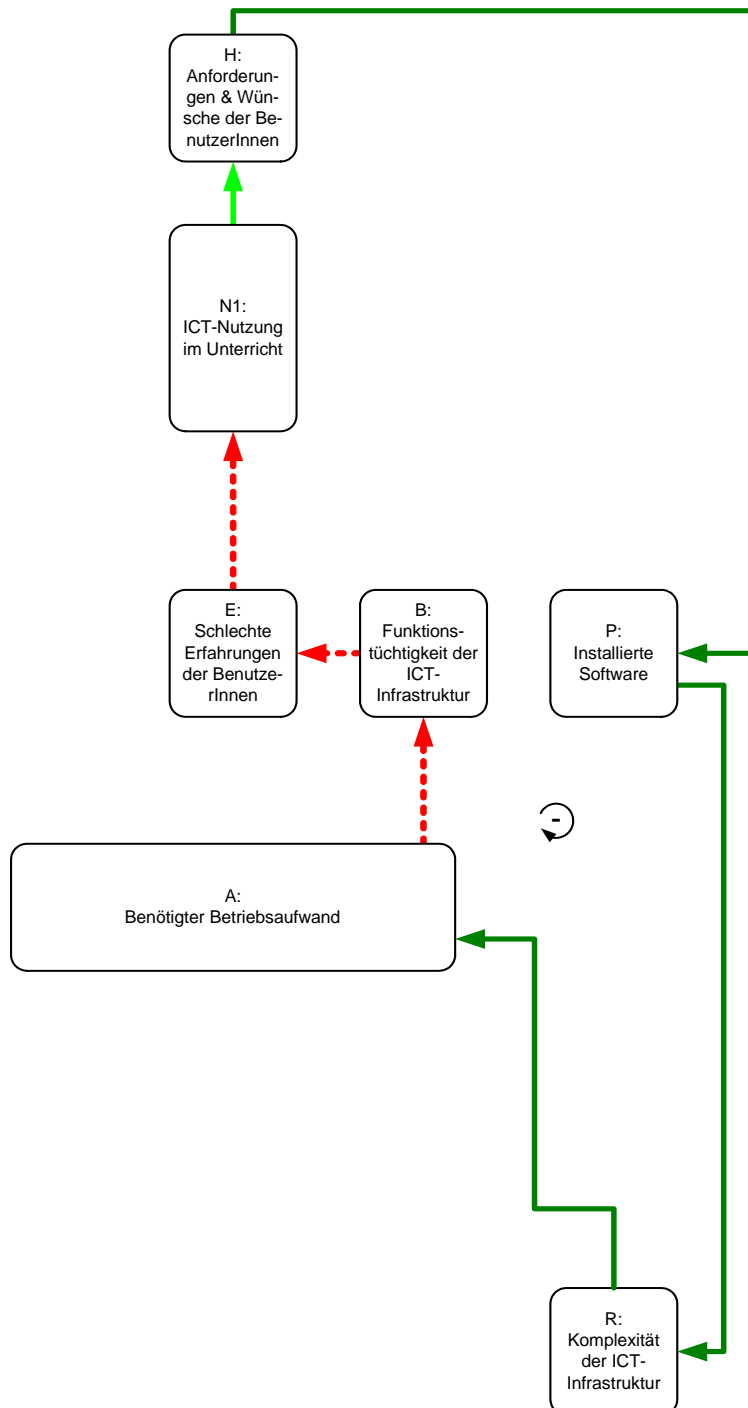 H:
Anforderun-
gen & Wün-
sche der Be-
nutzerInnen
N1:
ICT-Nutzung
im Unterricht
E:
Schlechte
Erfahrungen
der Benutze-
rInnen
B:
Funktions-
tüchtigkeit der
ICT-
Infrastruktur
P:
Installierte
Software
-
A:
Benötigter Betriebsaufwand
R:
Komplexität
der ICT-
Infrastruktur